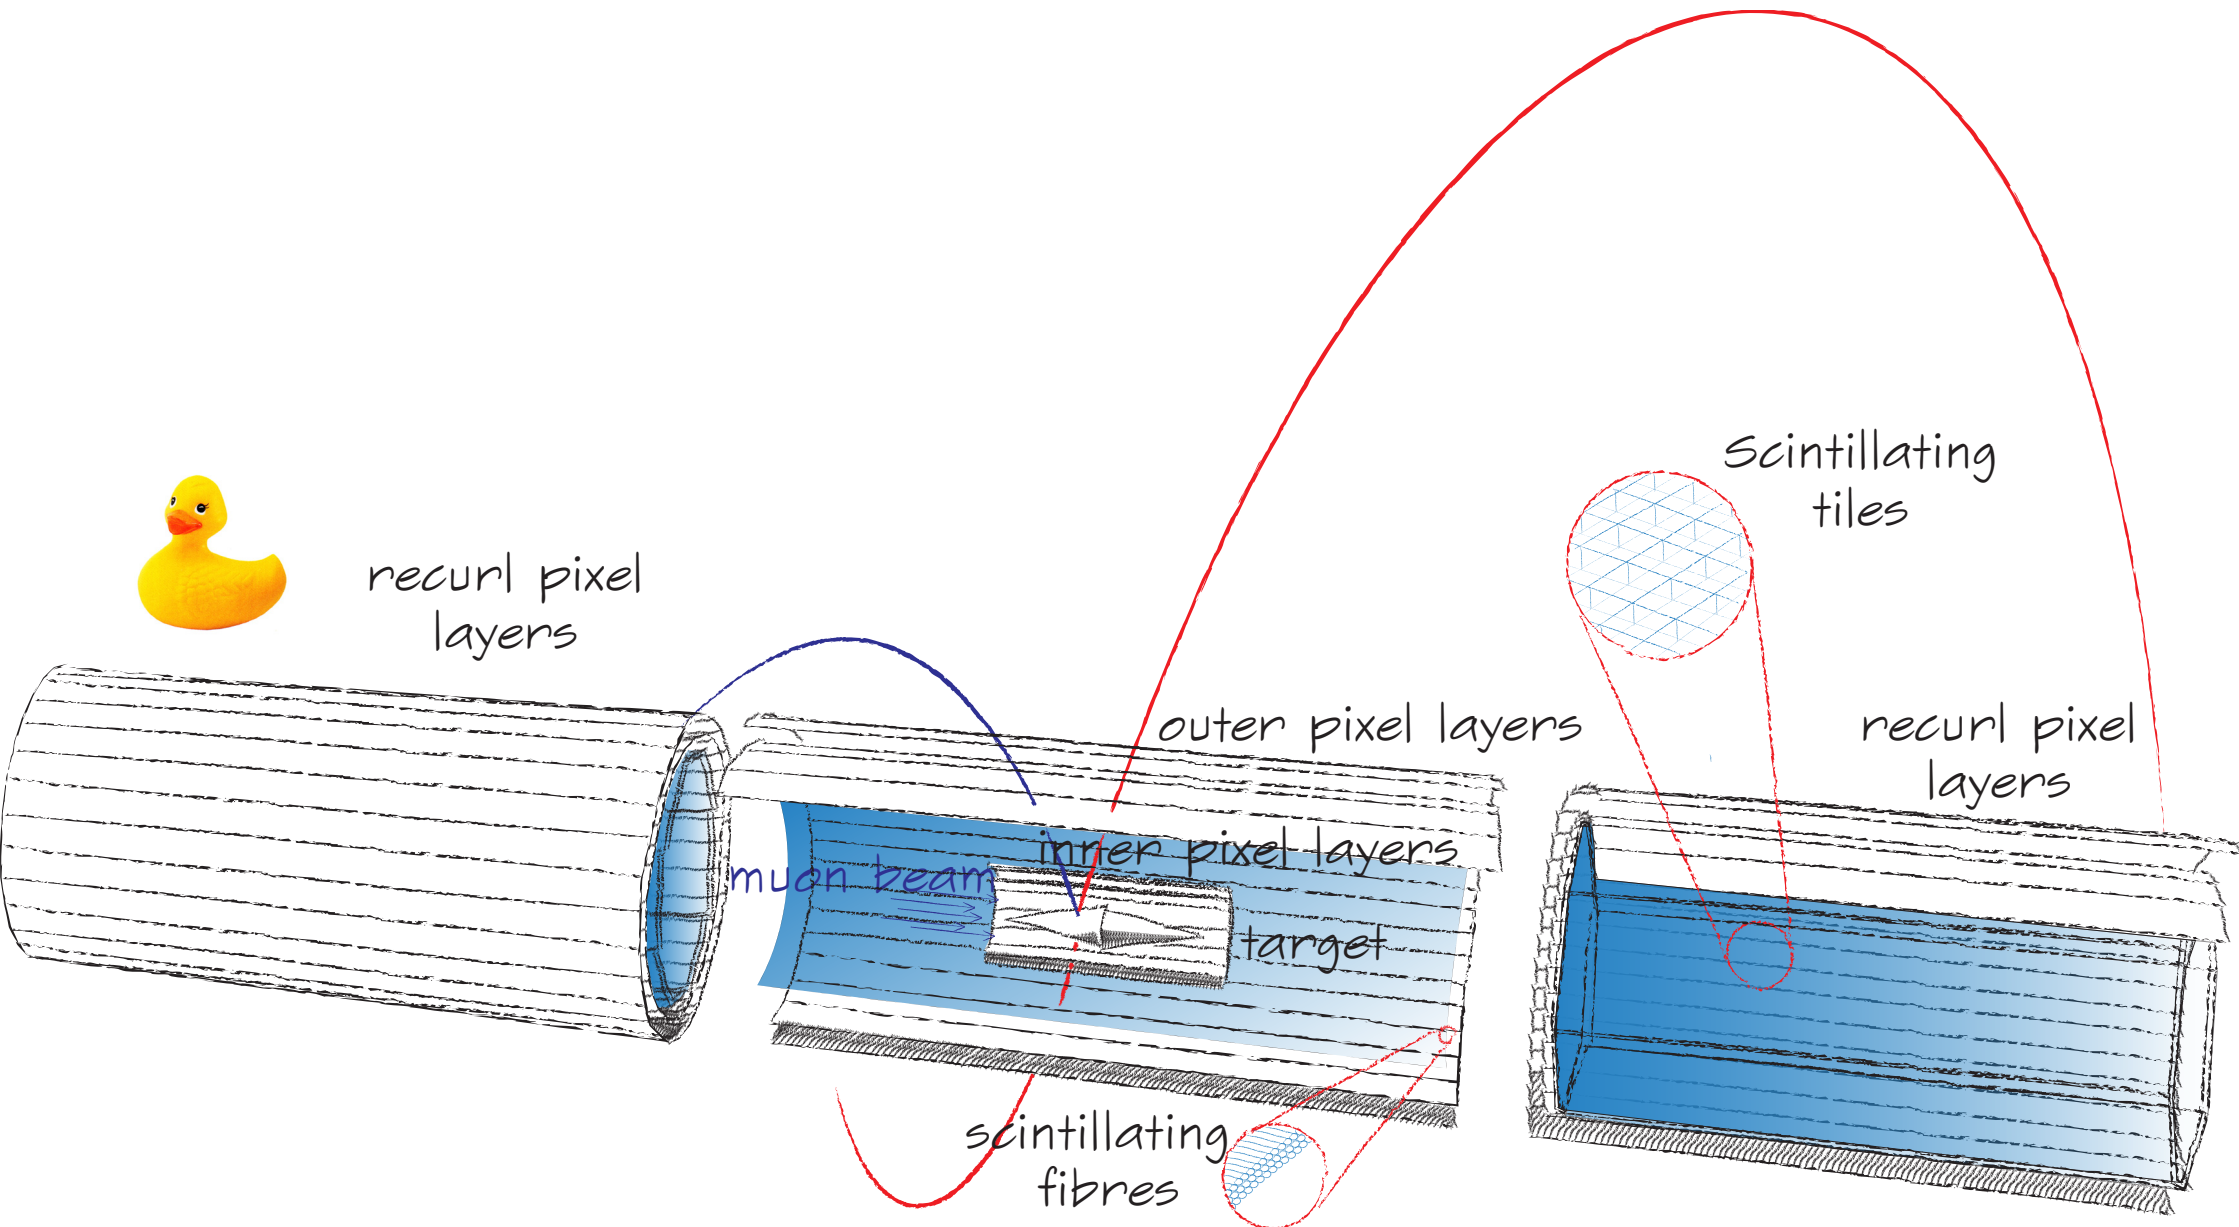 Scintillating
tiles
recurl pixel
layers
outer pixel layers
recurl pixel
layers
inner pixel layers
muon beam
target
scintillating
fibres